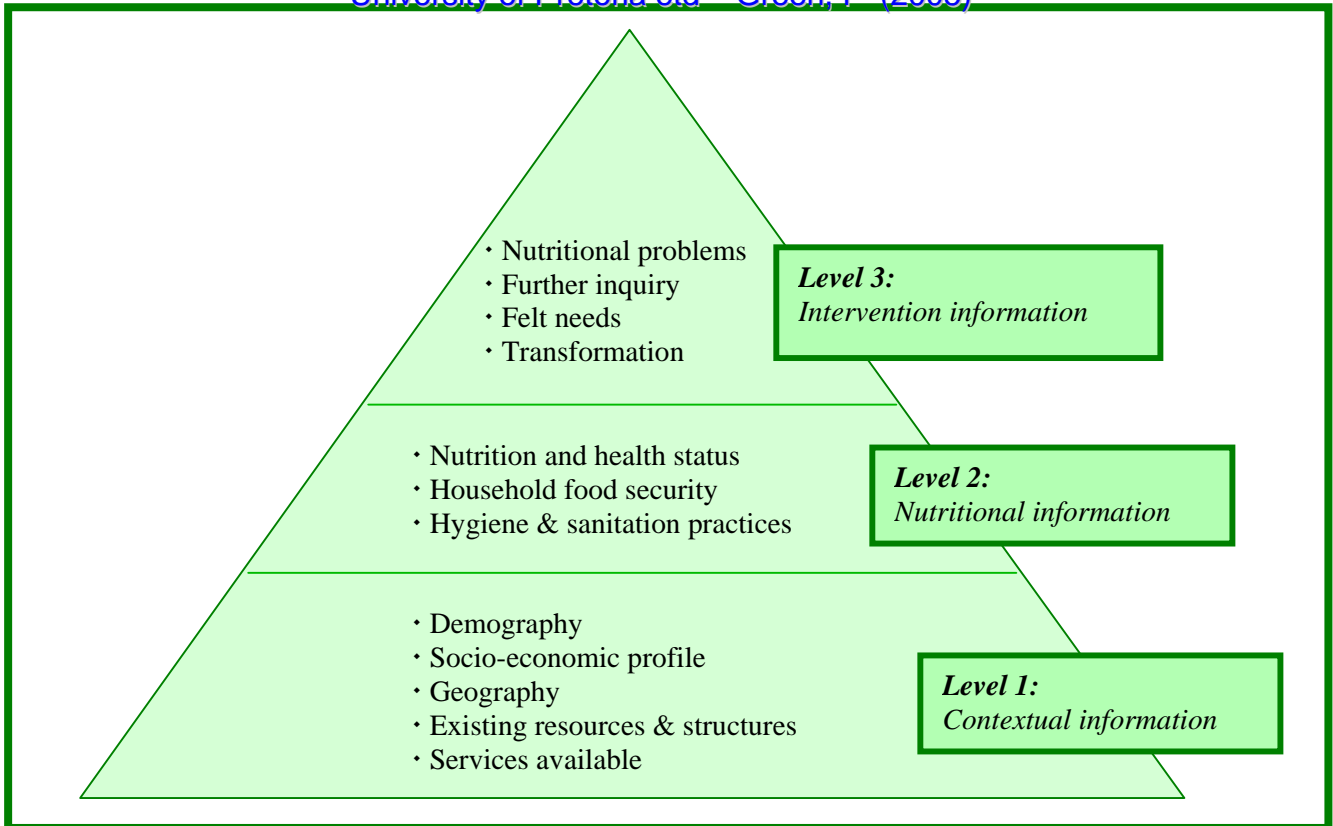 · Nutritional problems
· Further inquiry
· Felt needs
· Transformation
Level 3:
Intervention information
· Nutrition and health status
· Household food security
· Hygiene & sanitation practices
Level 2:
Nutritional information
· Demography
· Socio-economic profile
· Geography
· Existing resources & structures
· Services available
Level 1:
Contextual information